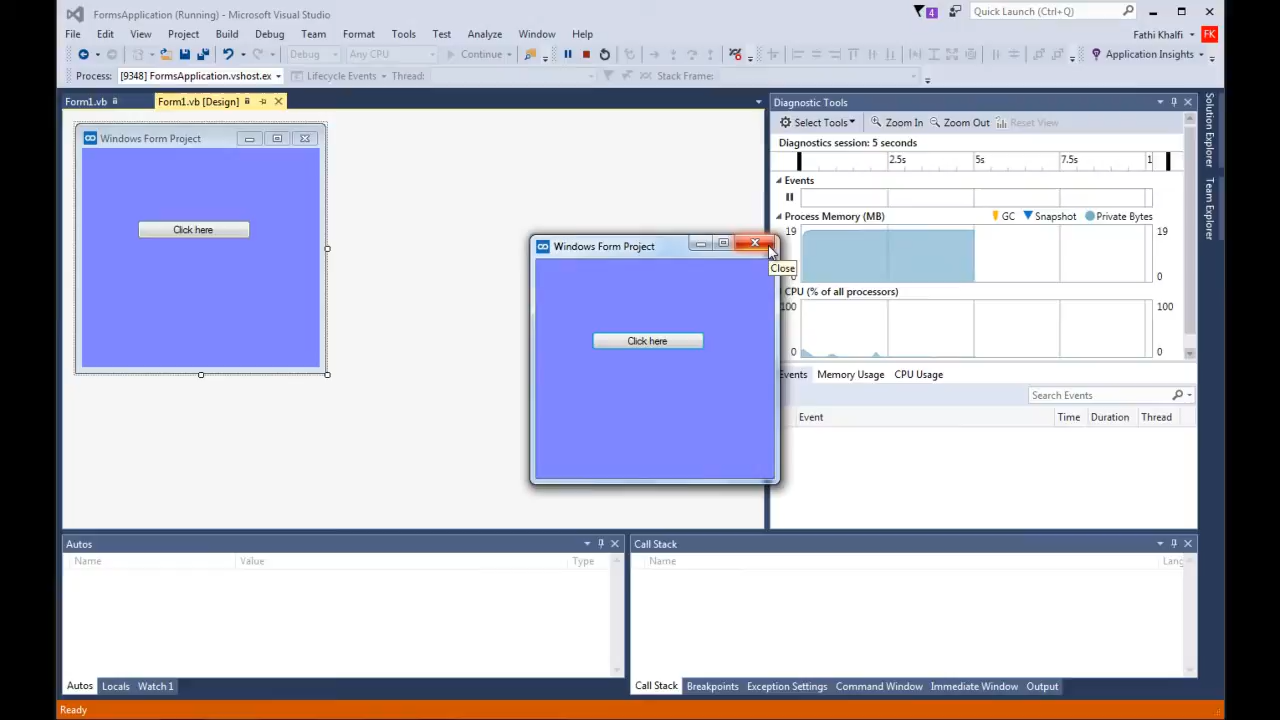 FormsApplication (Running) - Microsoft Visual Studio
4
Quick Launch (Ctrl+Q)
File Edit View Project Build Debug Team Format Tools Test Analyze Window Help
Fathi Khalfi FK
Debug Any CPU Continue Application Insights
Process: [9348] FormsApplication.vshost.ex Lifecycle Events Thread: Stack Frame:
Form1.vb Form1.vb [Design]
Windows Form Project
Click here
Windows Form Project
Close
Click here
Diagnostic Tools
Select Tools Zoom In Zoom Out Reset View
Diagnostics session: 5 seconds
2.5s 5s 7.5s 1
Events
Process Memory (MB) GC Snapshot Private Bytes
19 19
0 0
CPU (% of all processors)
100 100
0 0
Events Memory Usage CPU Usage
Search Events
Event Time Duration Thread
Solution Explorer
Team Explorer
Autos
Name Value Type
Autos Locals Watch 1
Call Stack
Name Lang
Call Stack Breakpoints Exception Settings Command Window Immediate Window Output
Ready